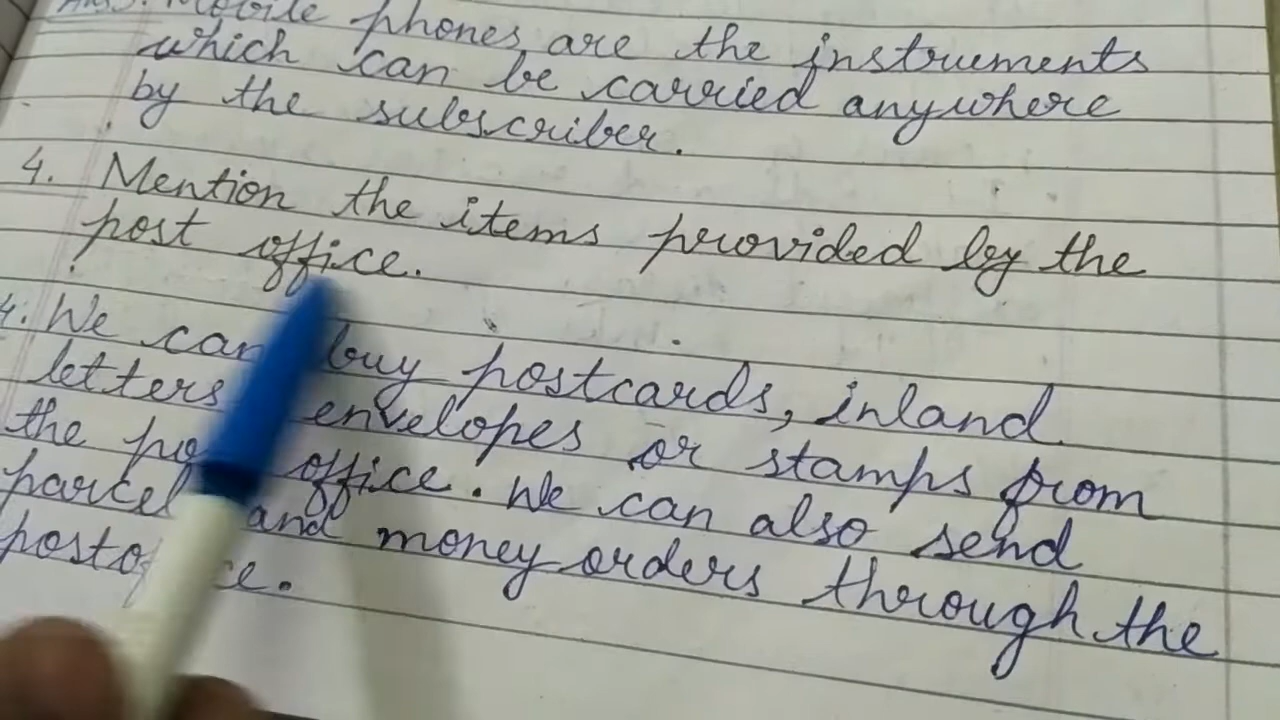 Ans3. Mobile phones are the instruments
which can be carried anywhere
by the subscriber.
4. Mention the items provided by the
post office.
4. We can buy postcards, inland
letters envelopes or stamps from
the office. We can also send
parcel and money orders through the